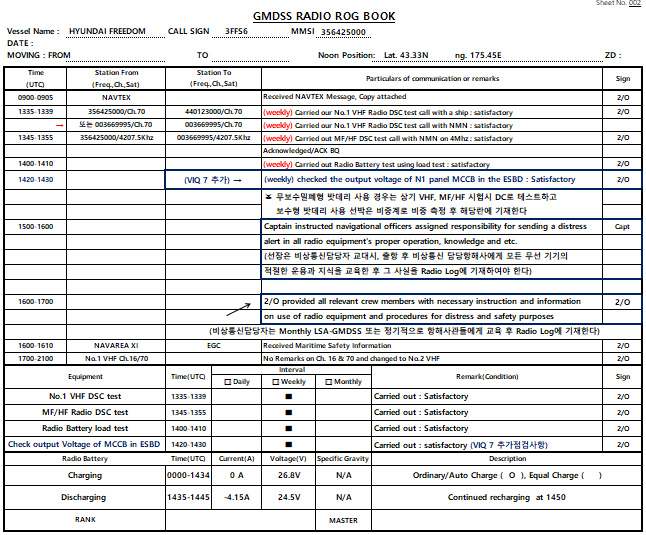 Sheet No. 002
GMDSS RADIO ROG BOOK
Vessel Name : HYUNDAI FREEDOM CALL SIGN 3FFS6 MMSI 356425000
DATE :
MOVING : FROM TO Noon Position: Lat. 43.33N ng. 175.45E ZD :
Time (UTC) Station From (Freq.,Ch,Sat) Station To (Freq.,Ch,Sat) Particulars of communication or remarks Sign
0900-0905 NAVTEX Received NAVTEX Message, Copy attached 2/O
1335-1339 356425000/Ch.70 440123000/Ch.70 (weekly) Carried our No.1 VHF Radio DSC test call with a ship : satisfactory 2/O
→ 또는 003669995/Ch.70 003669995/Ch.70 (weekly) Carried out No.1 VHF Radio DSC test call with NMN : satisfactory
1345-1355 356425000/4207.5Khz 003669995/4207.5Khz (weekly) Carried out MF/HF DSC test call with NMN on 4Mhz : satisfactory 2/O
Acknowledged/ACK BQ
1400-1410 (weekly) Carried out Radio Battery test using load test : satisfactory 2/O
1420-1430 (VIQ 7 추가) → (weekly) checked the output voltage of N1 panel MCCB in the ESBD : Satisfactory 2/O
※ 무보수밀폐형 밧데리 사용 경우는 상기 VHF, MF/HF 시험시 DC로 테스트하고
보수형 밧데리 사용 선박은 비중계로 비중 측정 후 해당란에 기재한다
1500-1600 Captain instructed navigational officers assigned responsibility for sending a distress Capt
alert in all radio equipment's proper operation, knowledge and etc.
(선장은 비상통신담당자 교대시, 출항 후 비상통신 담당항해사에게 모든 무선 기기의
적절한 운용과 지식을 교육한 후 그 사실을 Radio Log에 기재하여야 한다)
1600-1700 2/O provided all relevant crew members with necessary instruction and information 2/O
on use of radio equipment and procedures for distress and safety purposes
(비상통신담당자는 Monthly LSA-GMDSS 또는 정기적으로 항해사관들에게 교육 후 Radio Log에 기재한다)
1600-1610 NAVAREA XI EGC Received Maritime Safety Information 2/O
1700-2100 No.1 VHF Ch.16/70 No Remarks on Ch. 16 & 70 and changed to No.2 VHF 2/O
Equipment Time(UTC) Interval Remark(Condition) Sign
□ Daily □ Weekly □ Monthly
No.1 VHF DSC test 1335-1339 ■ Carried out : Satisfactory 2/O
MF/HF Radio DSC test 1345-1355 ■ Carried out : Satisfactory 2/O
Radio Battery load test 1400-1410 ■ Carried out : Satisfactory 2/O
Check output Voltage of MCCB in ESBD 1420-1430 ■ Carried out : satisfactory (VIQ 7 추가점검사항) 2/O
Radio Battery Time(UTC) Current(A) Voltage(V) Specific Gravity Description
Charging 0000-1434 0 A 26.8V N/A Ordinary/Auto Charge ( O ), Equal Charge ( )
Discharging 1435-1445 -4.15A 24.5V N/A Continued recharging at 1450
RANK MASTER